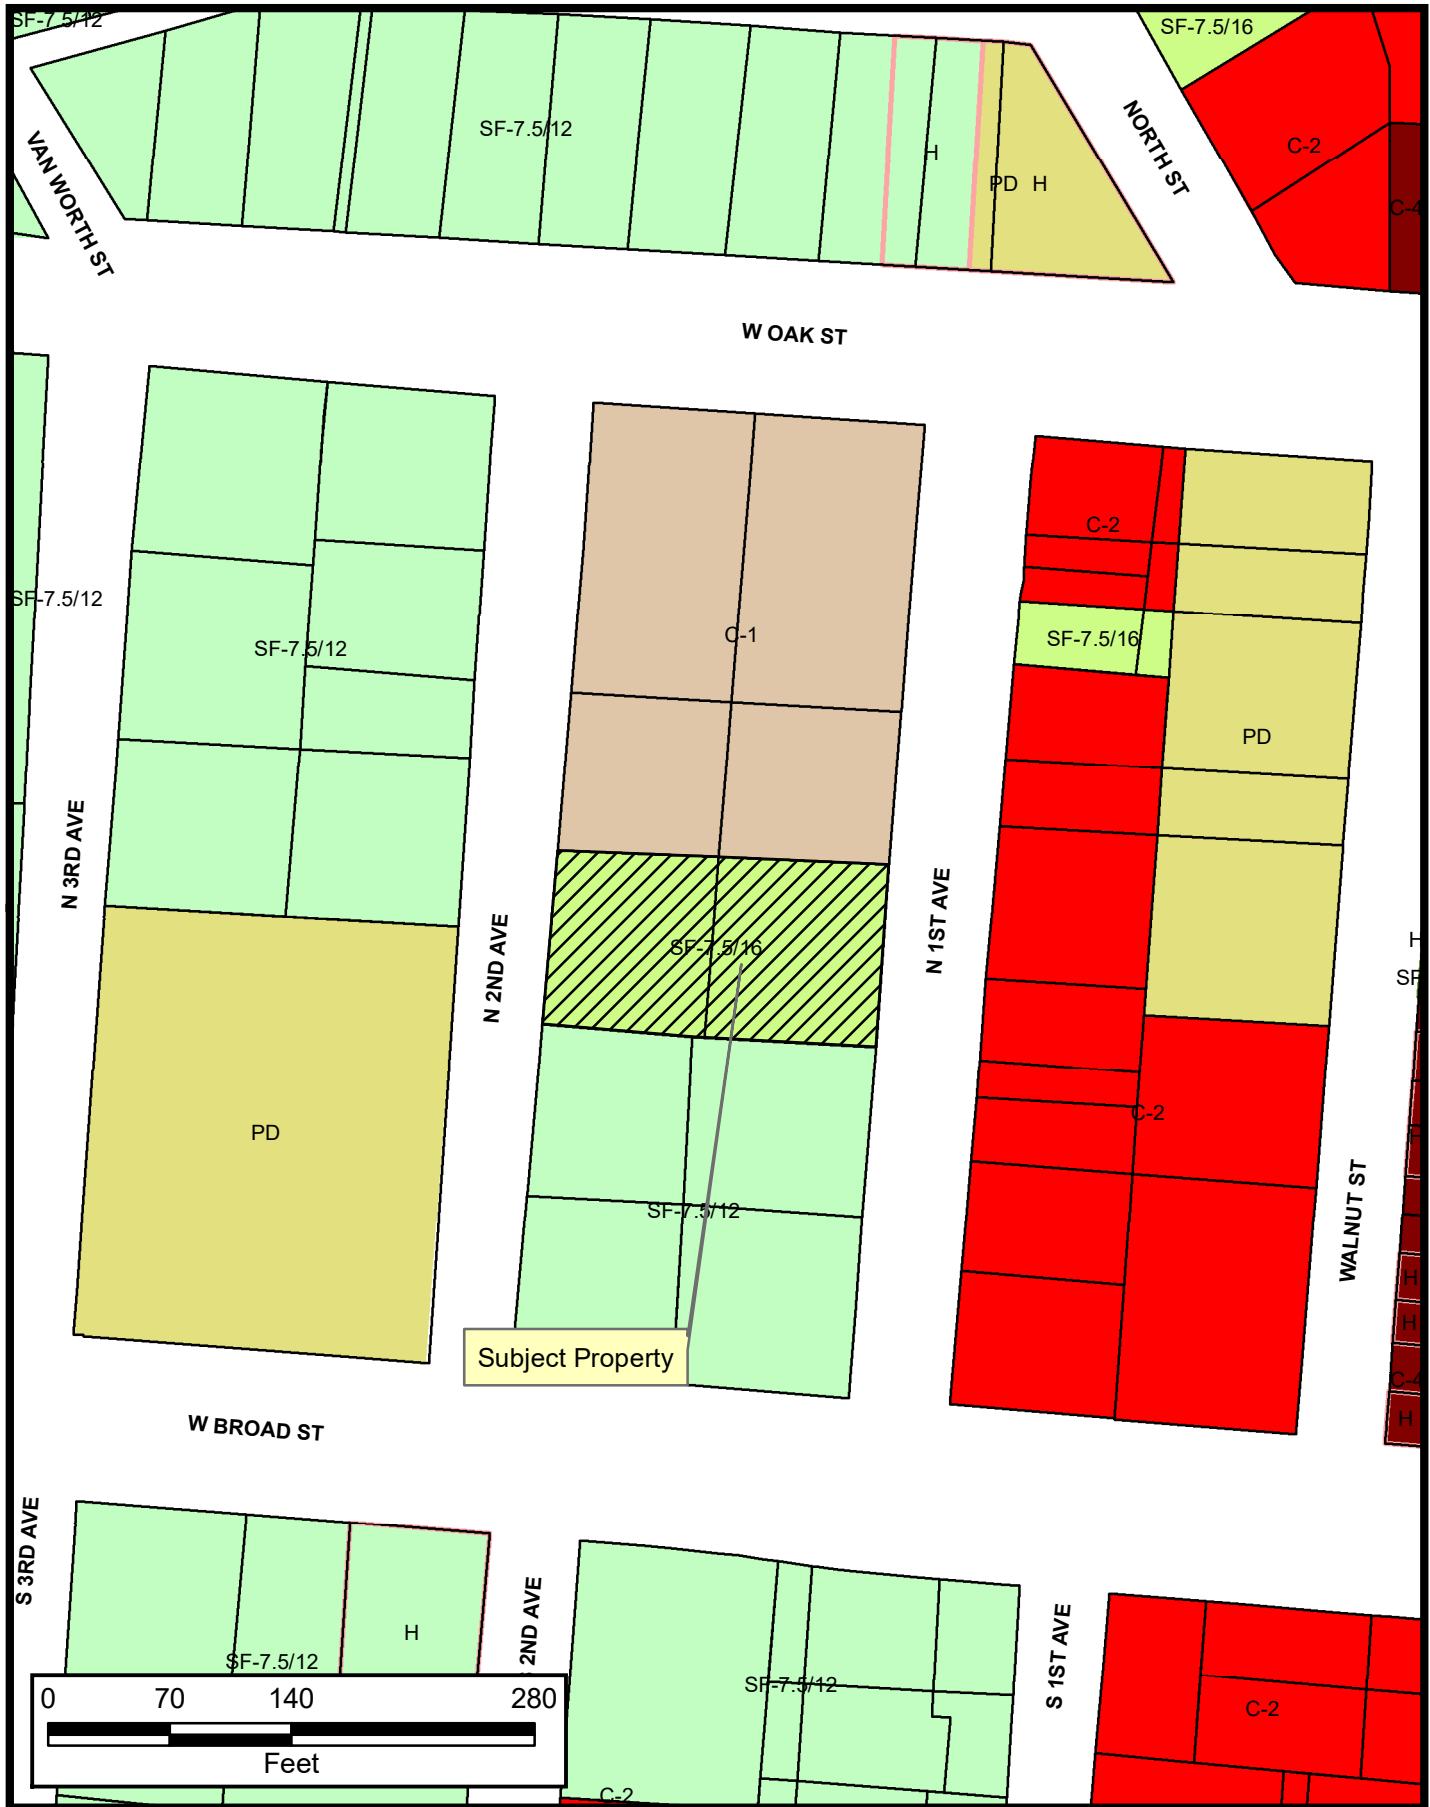 SF-7.5/12
SF-7.5/16
VAN WORTH ST
SF-7.5/12
H
PD H
NORTH ST
C-2
C-4
W OAK ST
SF-7.5/12
SF-7.5/12
C-1
C-2
SF-7.5/16
PD
N 3RD AVE
N 2ND AVE
SF-7.5/16
N 1ST AVE
H
SF
PD
SF-7.5/12
C-2
WALNUT ST
H
H
C-4
H
Subject Property
W BROAD ST
S 3RD AVE
SF-7.5/12
H
S 2ND AVE
SF-7.5/12
S 1ST AVE
C-2
C-2
0 70 140 280
Feet